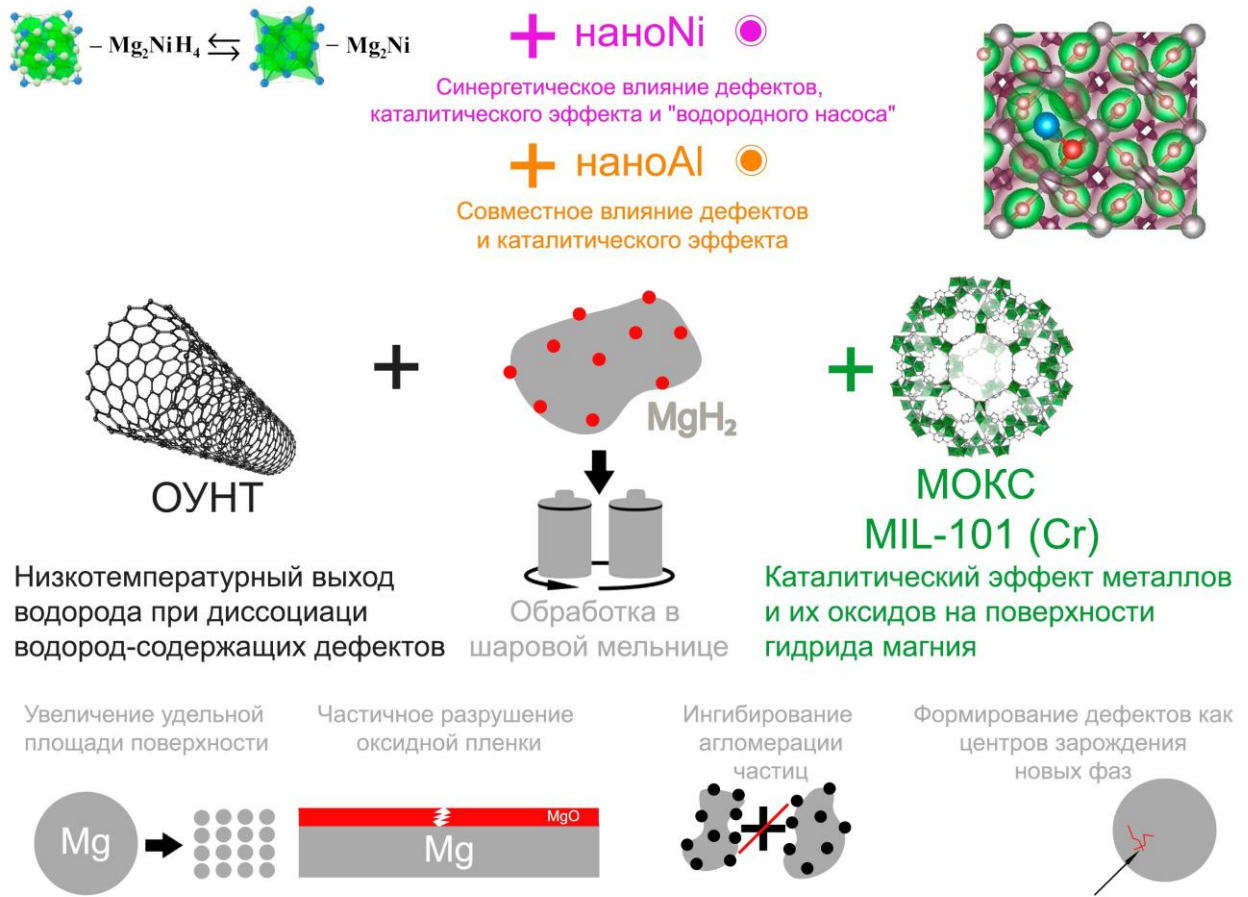 – Mg₂NiH₄ ⇆ – Mg₂Ni
+ наноNi
Синергетическое влияние дефектов,
каталитического эффекта и "водородного насоса"
+ наноAl
Совместное влияние дефектов
и каталитического эффекта
+
+
MgH₂
ОУНТ
МОКС
MIL-101 (Cr)
Низкотемпературный выход
водорода при диссоциаци
водород-содержащих дефектов
Обработка в
шаровой мельнице
Каталитический эффект металлов
и их оксидов на поверхности
гидрида магния
Увеличение удельной
площади поверхности
Mg
Частичное разрушение
оксидной пленки
MgO
Mg
Ингибирование
агломерации
частиц
+
Формирование дефектов как
центров зарождения
новых фаз